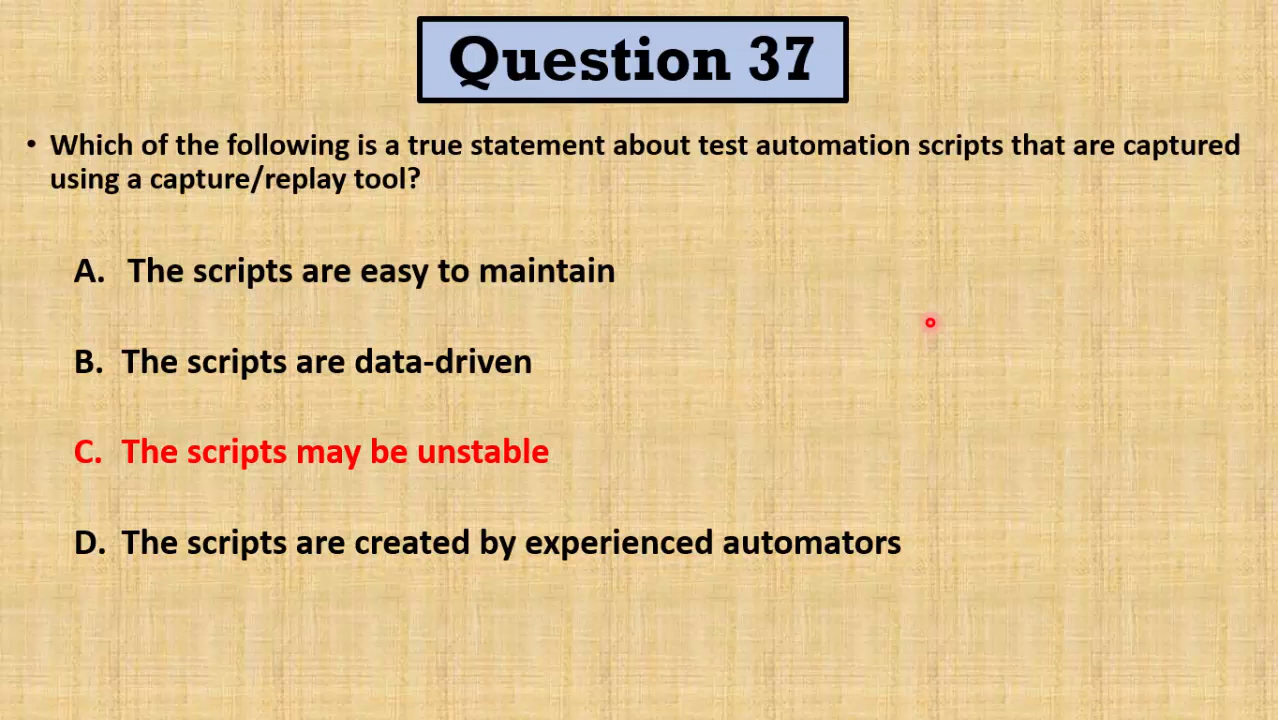 Question 37
• Which of the following is a true statement about test automation scripts that are captured
using a capture/replay tool?
A. The scripts are easy to maintain
B. The scripts are data-driven
C. The scripts may be unstable
D. The scripts are created by experienced automators